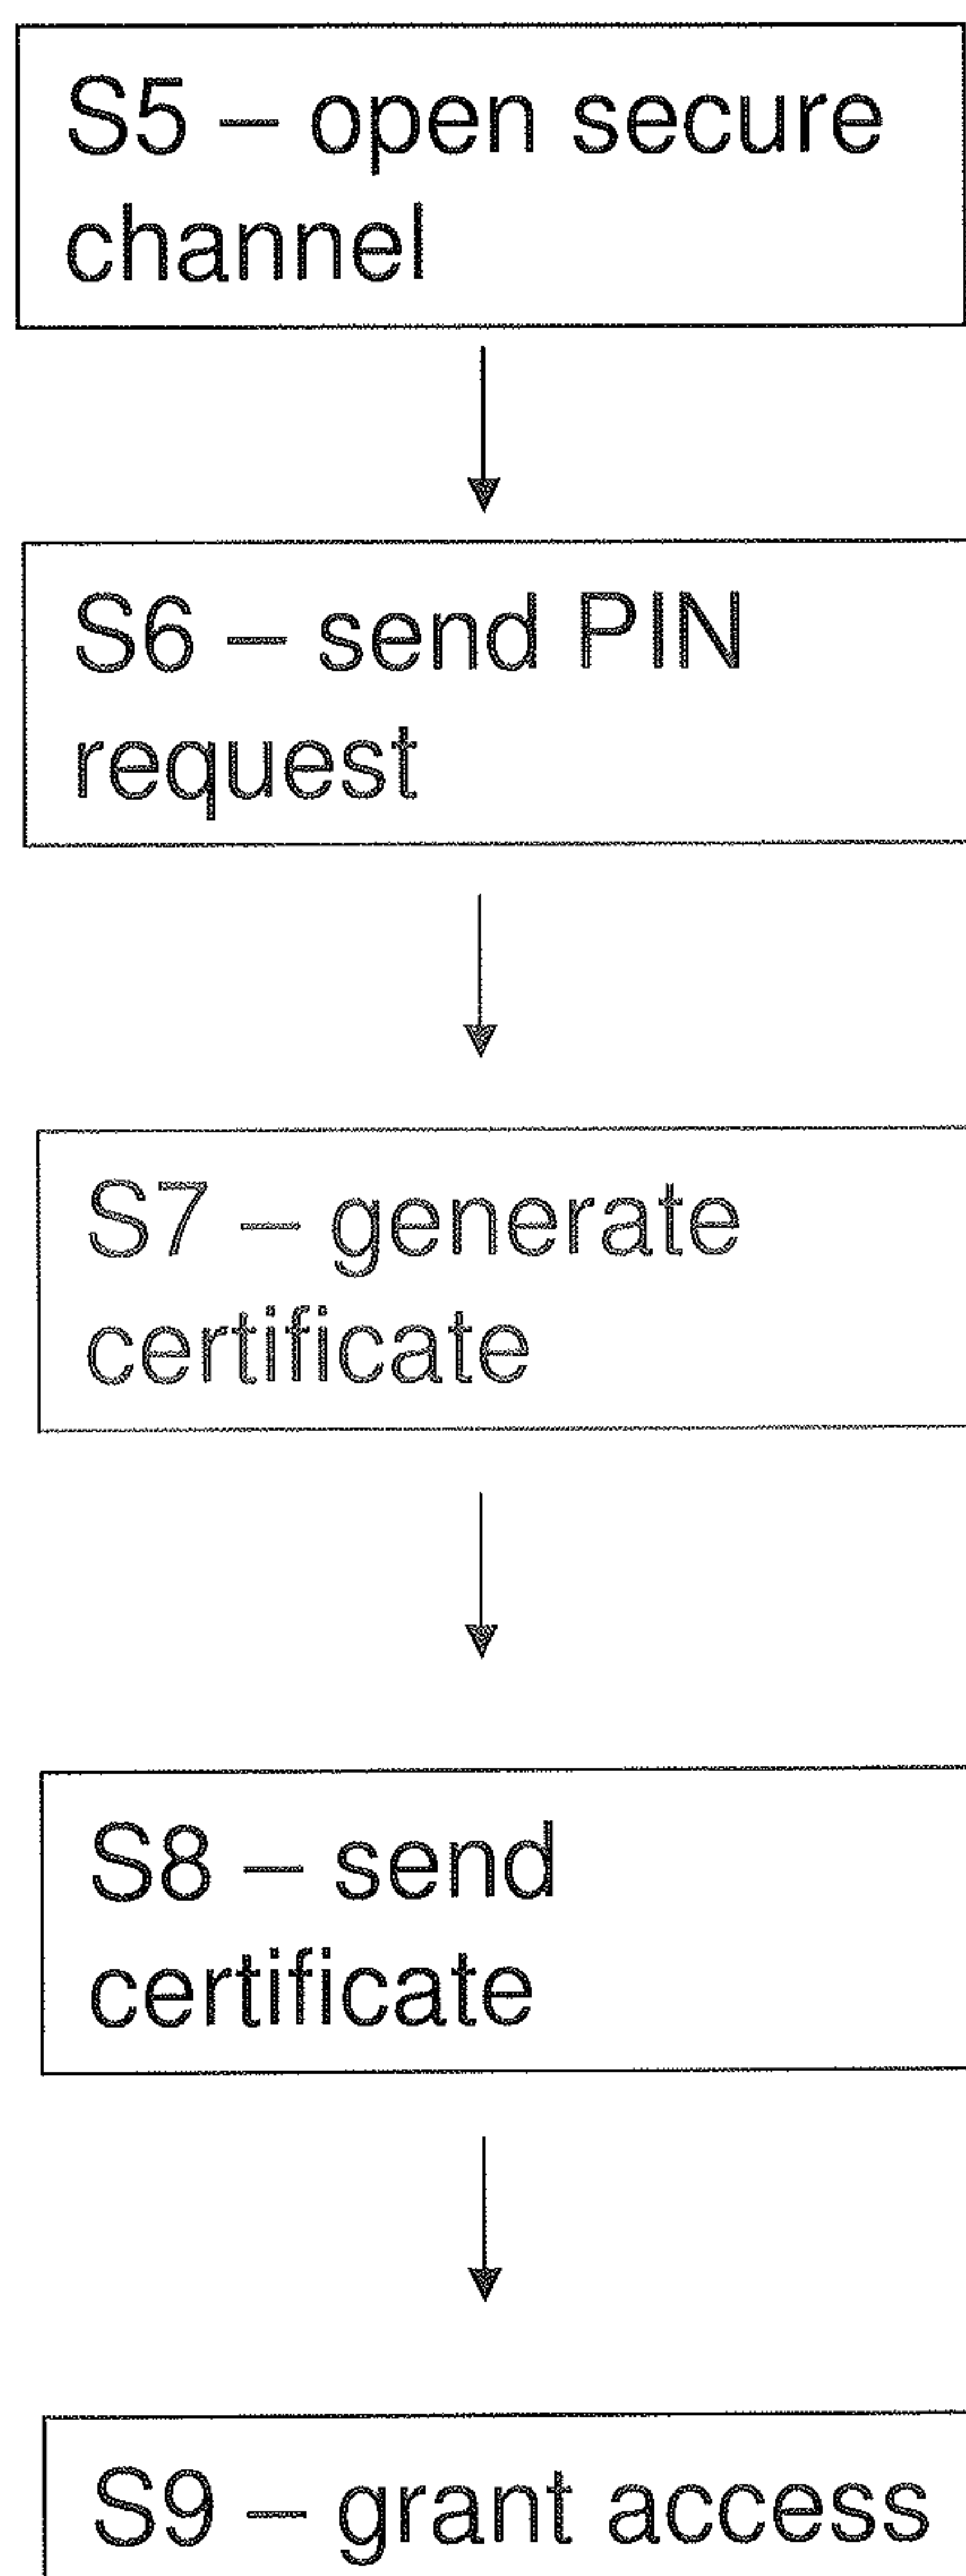 S5 – open secure
channel
S6 – send PIN
request
S7 – generate
certificate
S8 – send
certificate
S9 – grant access